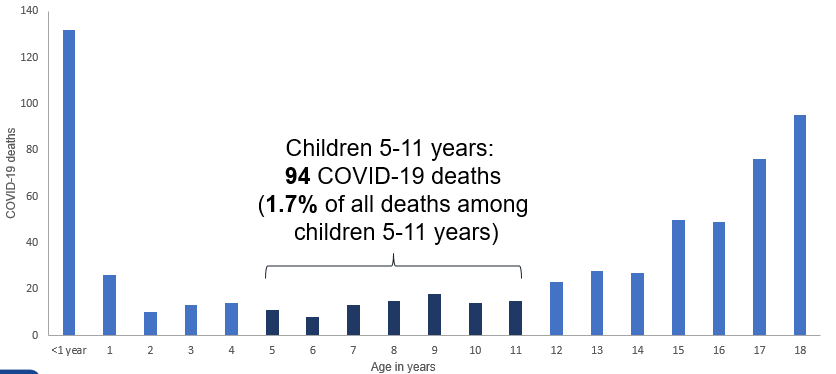 140
120
100
80
60
40
20
0
COVID-19 deaths
Children 5-11 years:
94 COVID-19 deaths
(1.7% of all deaths among
children 5-11 years)
<1 year 1 2 3 4 5 6 7 8 9 10 11 12 13 14 15 16 17 18
Age in years